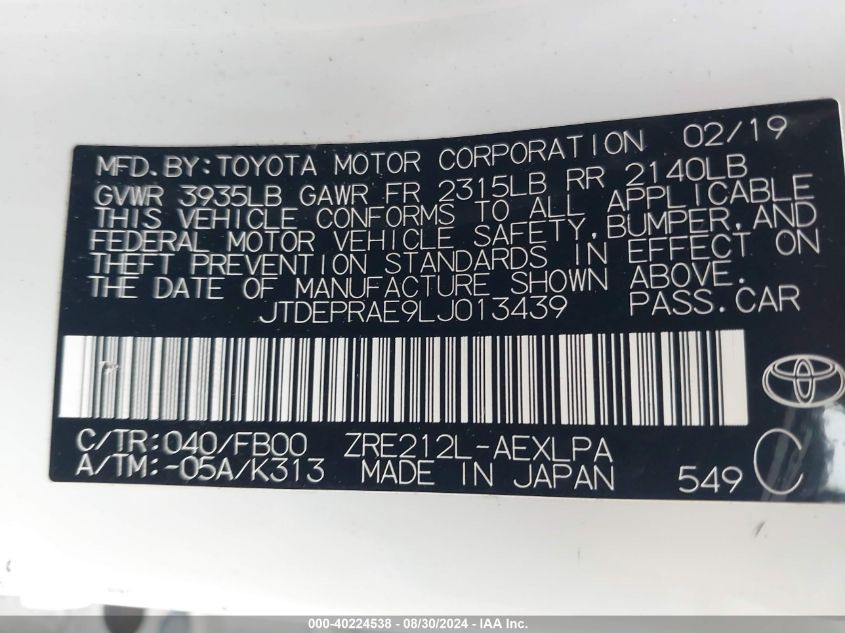 MFD. BY: TOYOTA MOTOR CORPORATION 02/19
GVWR 3935LB GAWR FR 2315LB RR 2140LB
THIS VEHICLE CONFORMS TO ALL APPLICABLE
FEDERAL MOTOR VEHICLE SAFETY, BUMPER, AND
THEFT PREVENTION STANDARDS IN EFFECT ON
THE DATE OF MANUFACTURE SHOWN ABOVE.
JTDEPRAE9LJ013439 PASS. CAR
C/TR: 040/FB00 ZRE212L-AEXLPA
A/TM: -05A/K313 MADE IN JAPAN 549 C
000-40224538 - 08/30/2024 - IAA Inc.